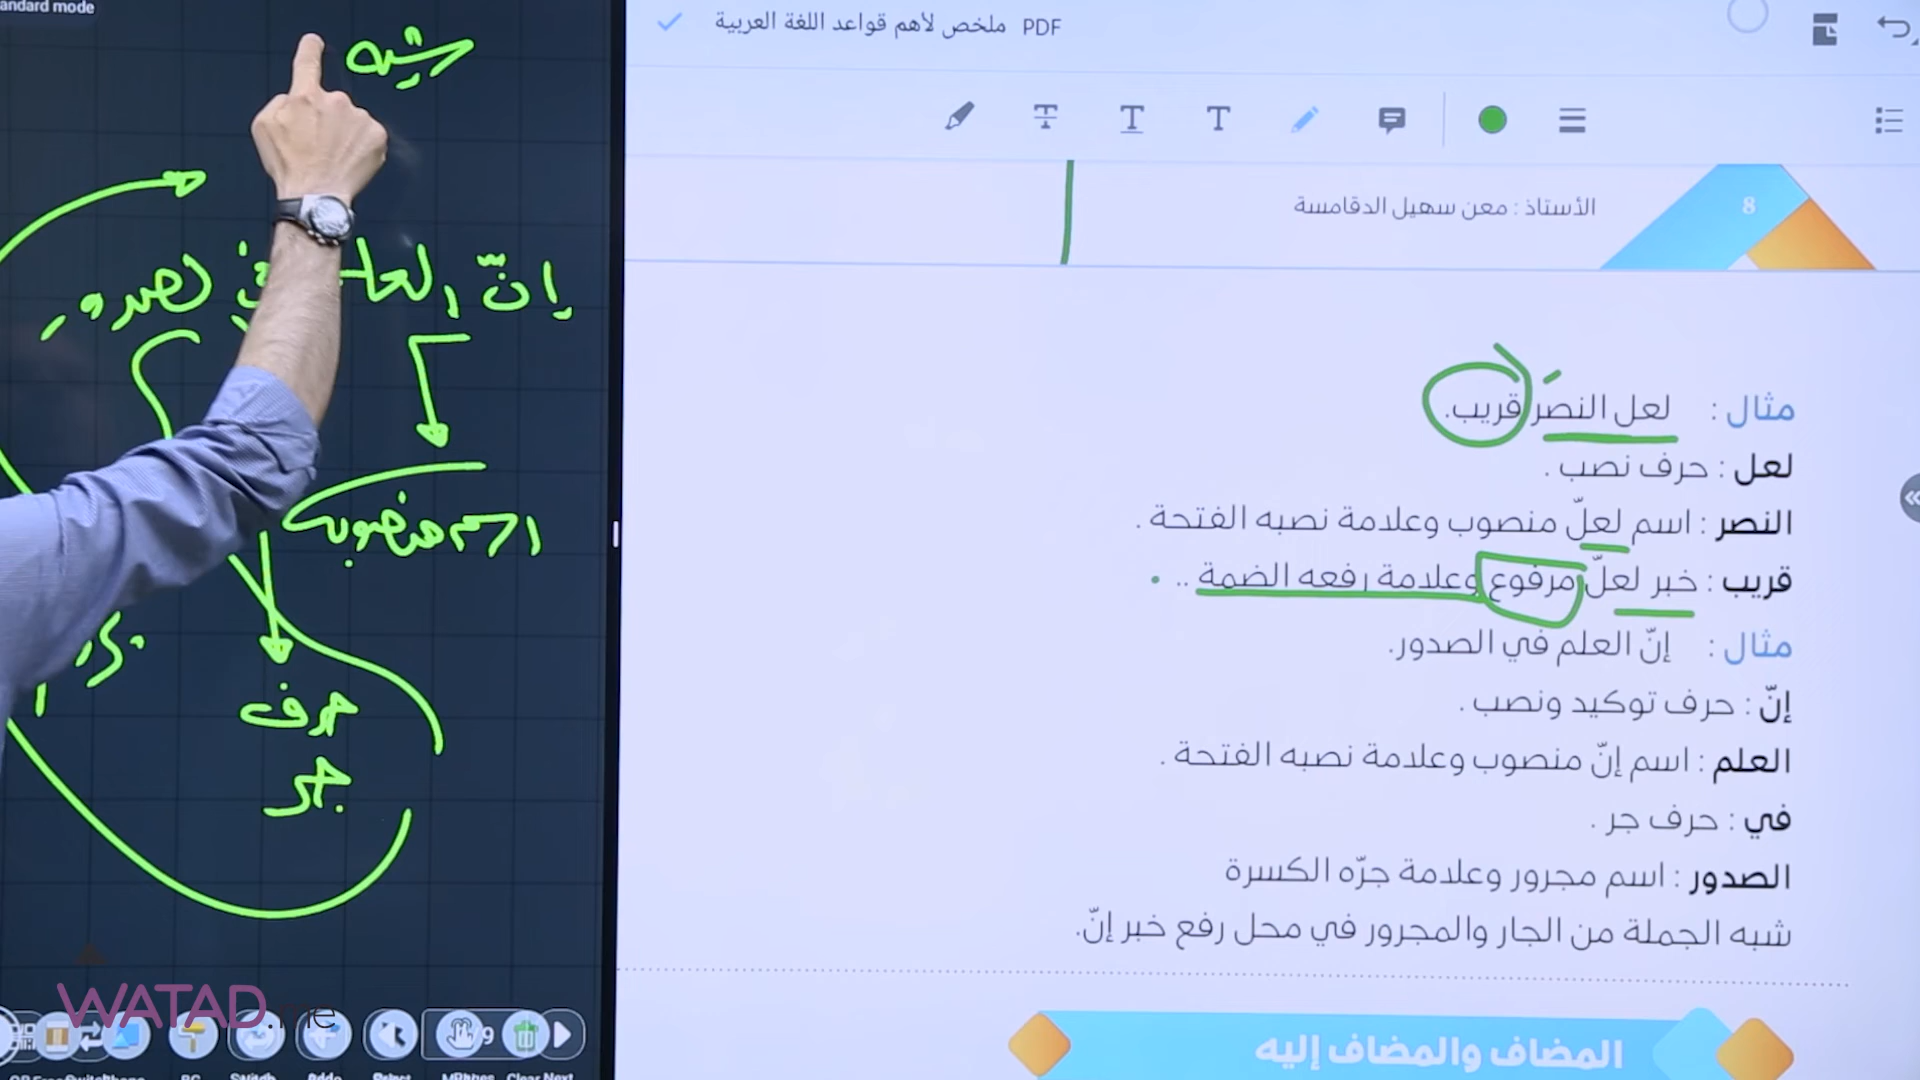 andard mode
شبه
إنّ العلم في لصدور
اسم منصوب
حرف
جر
WATAD.me
ملخص لأهم قواعد اللغة العربية PDF
الأستاذ : معن سهيل الدقامسة
8
مثال : لعل النصر قريب.
لعل : حرف نصب .
النصر : اسم لعلّ منصوب وعلامة نصبه الفتحة .
قريب : خبر لعلّ مرفوع وعلامة رفعه الضمة ..
مثال : إنّ العلم في الصدور.
إنّ : حرف توكيد ونصب .
العلم : اسم إنّ منصوب وعلامة نصبه الفتحة .
في : حرف جر .
الصدور : اسم مجرور وعلامة جرّه الكسرة
شبه الجملة من الجار والمجرور في محل رفع خبر إنّ.
المضاف والمضاف إليه